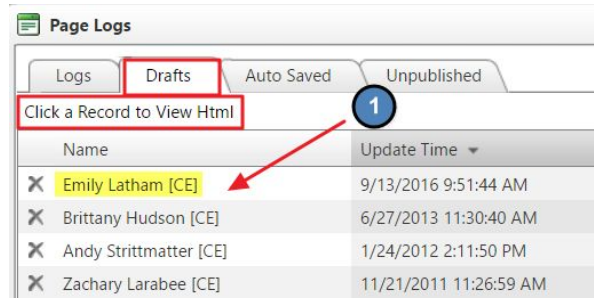 Page Logs
Logs Drafts Auto Saved Unpublished
Click a Record to View Html 1
Name Update Time
Emily Latham [CE] 9/13/2016 9:51:44 AM
Brittany Hudson [CE] 6/27/2013 11:30:40 AM
Andy Strittmatter [CE] 1/24/2012 2:11:50 PM
Zachary Larabee [CE] 11/21/2011 11:26:59 AM